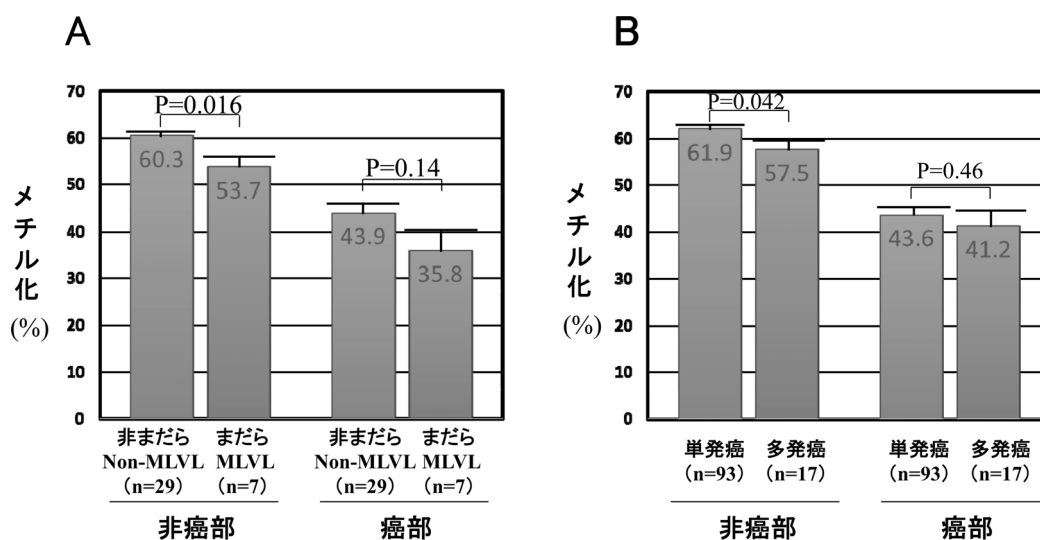 A
メチル化
(%)
70
60
50
40
30
20
10
0
P=0.016
P=0.14
60.3
53.7
43.9
35.8
非まだら まだら 非まだら まだら
Non-MLVL MLVL Non-MLVL MLVL
(n=29) (n=7) (n=29) (n=7)
非癌部 癌部
B
メチル化
(%)
70
60
50
40
30
20
10
0
P=0.042
P=0.46
61.9
57.5
43.6
41.2
単発癌 多発癌 単発癌 多発癌
(n=93) (n=17) (n=93) (n=17)
非癌部 癌部